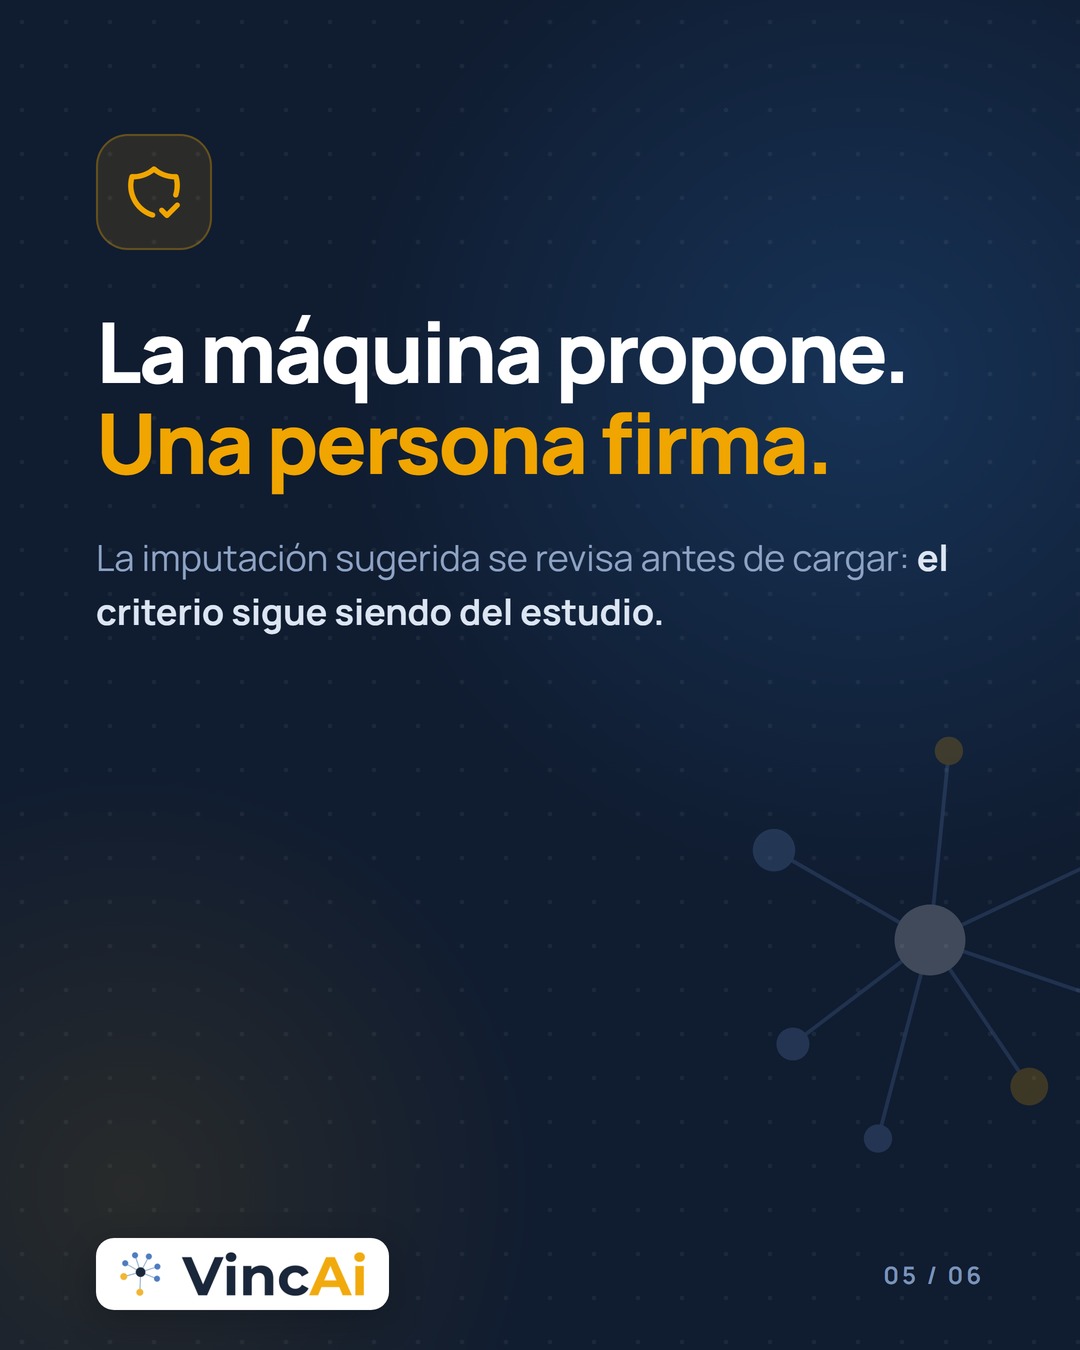 La máquina propone.
Una persona firma.
La imputación sugerida se revisa antes de cargar: el
criterio sigue siendo del estudio.
VincAi
05 / 06